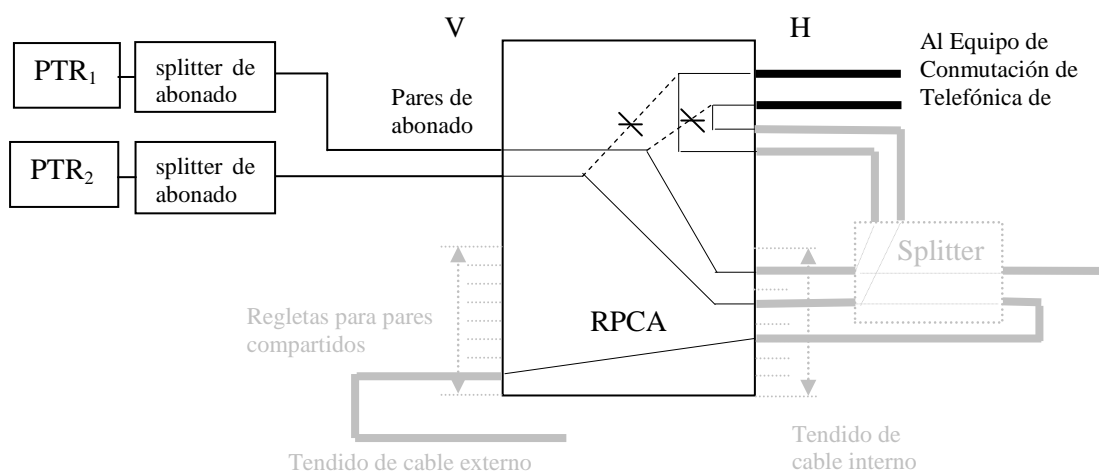 V
H
PTR1
splitter de
abonado
Pares de
abonado
Al Equipo de
Conmutación de
Telefónica de
PTR2
splitter de
abonado
Splitter
Regletas para pares
compartidos
RPCA
Tendido de cable externo
Tendido de
cable interno